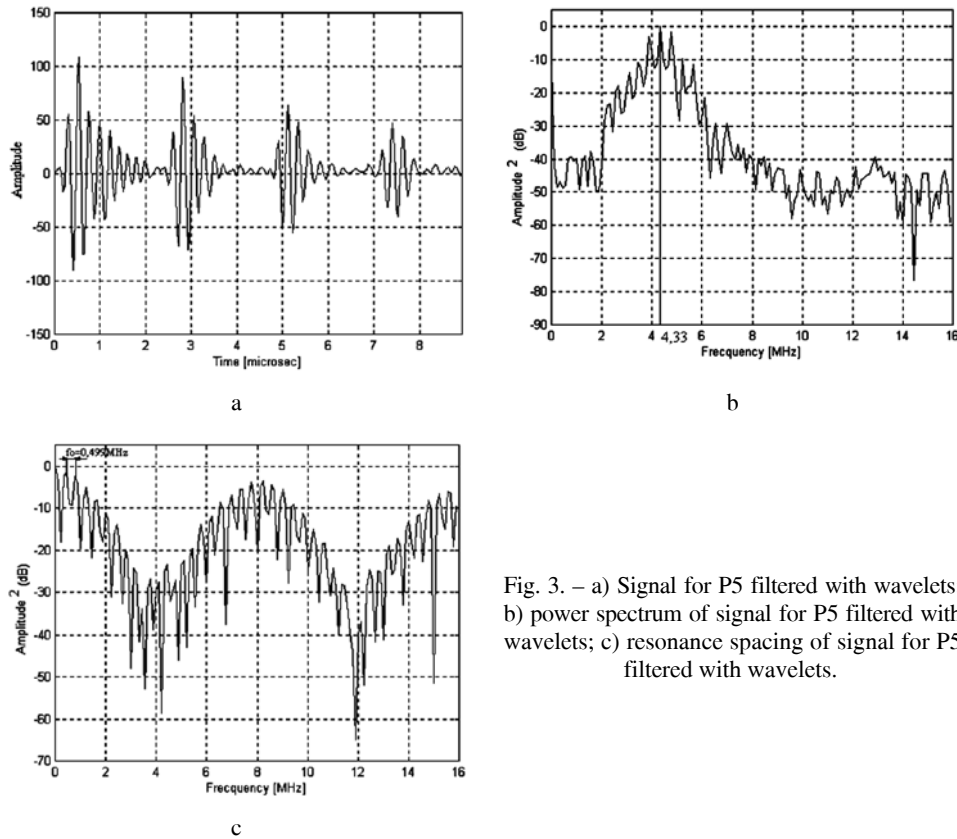 150
100
50
0
-50
-100
-150
Amplitude
0 1 2 3 4 5 6 7 8
Time [microsec]
a
0
-10
-20
-30
-40
-50
-60
-70
-80
-90
Amplitude 2 (dB)
0 2 4 6 8 10 12 14 16
4,33
Frecquency [MHz]
b
fo=0,495MHz
0
-10
-20
-30
-40
-50
-60
-70
Amplitude 2 (dB)
0 2 4 6 8 10 12 14 16
Frecquency [MHz]
c
Fig. 3. – a) Signal for P5 filtered with wavelets
b) power spectrum of signal for P5 filtered with
wavelets; c) resonance spacing of signal for P5
filtered with wavelets.